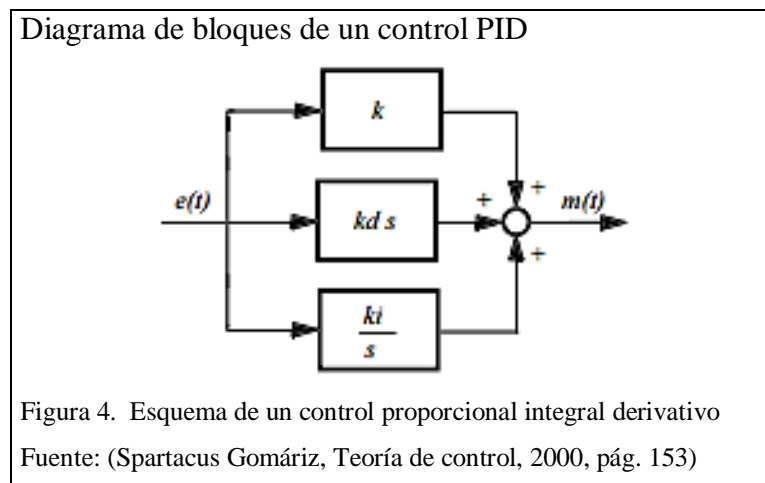 Diagrama de bloques de un control PID
k
+
e(t)
+
m(t)
kd s
+
ki
s
Figura 4. Esquema de un control proporcional integral derivativo
Fuente: (Spartacus Gomáriz, Teoría de control, 2000, pág. 153)